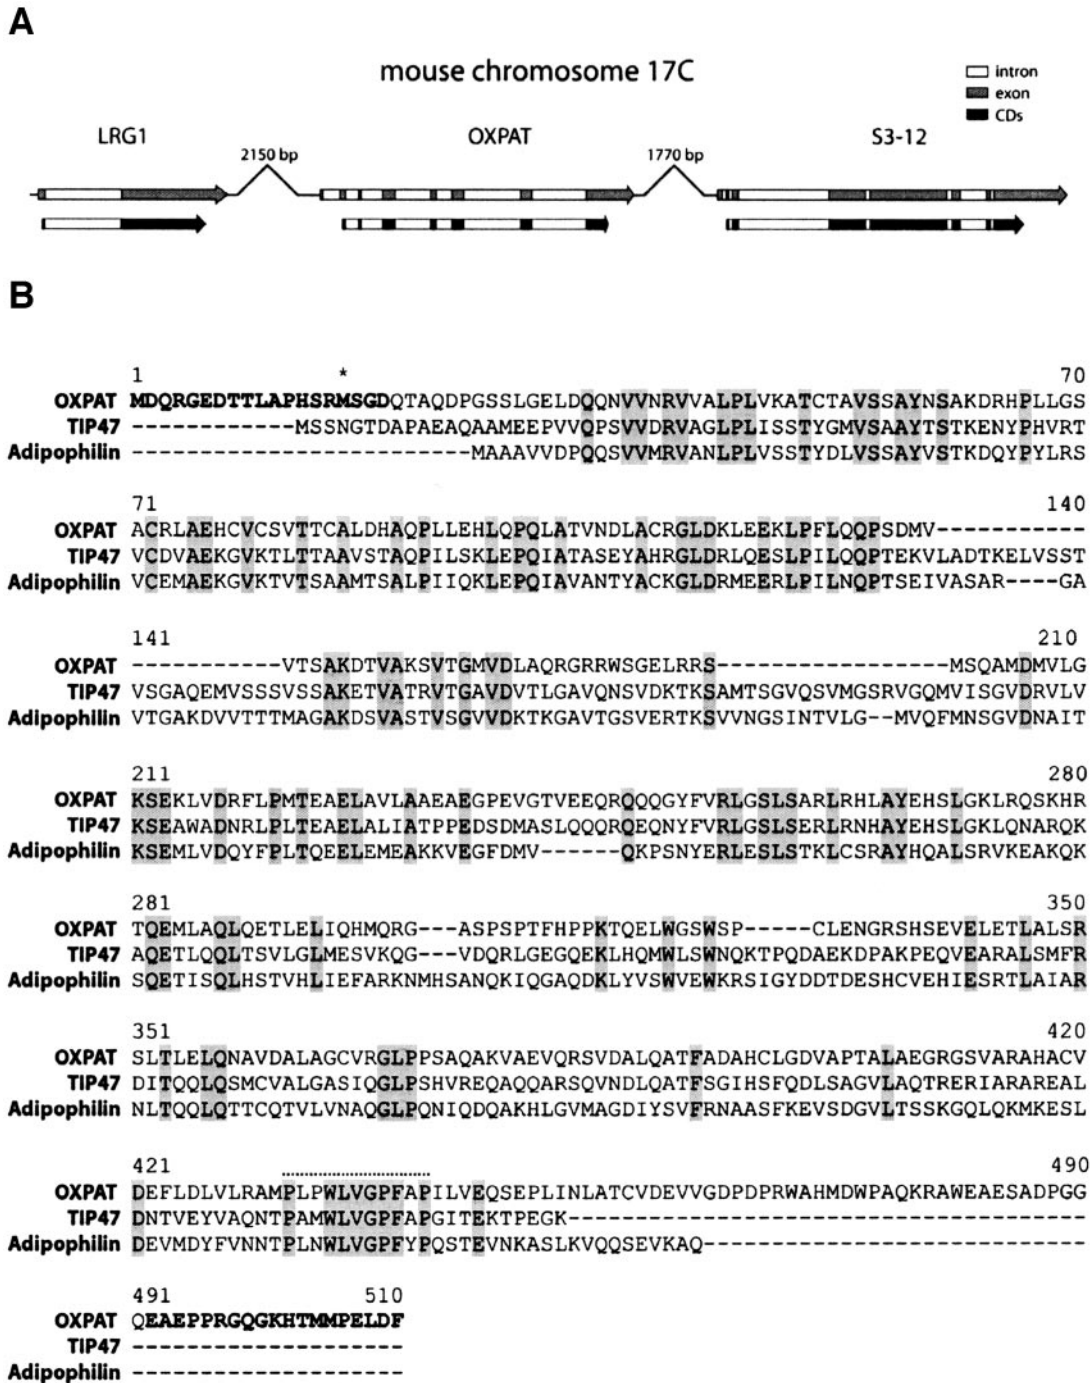 A
mouse chromosome 17C
intron
exon
CDs
LRG1
2150 bp
OXPAT
1770 bp
S3-12
B
1 * 70
OXPAT MDQRGEDTTLAPHSRMSGDQTAQDPGSSLGELDQQNVVNRVVALPLVKATCTAVSSAYNSAKDRHPLLGS
TIP47 ------------MSSNGTDAPAEAQAAMEEPVVQPSVVDRVAGLPLISSTYGMVSAAYTSTKENYPHVRT
Adipophilin -------------------------MAAAVVDPQQSVVMRVANLPLVSSTYDLVSSAYVSTKDQYPYLRS
71 140
OXPAT ACRLAEHCVCSVTTCALDHAQPLLEHLQPQLATVNDLACRGLDKLEEKLPFLQQPSDMV-----------
TIP47 VCDVAEKGVKTLTTAAVSTAQPILSKLEPQIATASEYAHRGLDRLQESLPILQQPTEKVLADTKELVSST
Adipophilin VCEMAEKGVKTVTSAAMTSALPIIQKLEPQIAVANTYACKGLDRMEERLPILNQPTSEIVASAR----GA
141 210
OXPAT -----------VTSAKDTVAKSVTGMVDLAQRGRRWSGELRRS-----------------MSQAMDMVLG
TIP47 VSGAQEMVSSSVSSAKETVATRVTGAVDVTLGAVQNSVDKTKSAMTSGVQSVMGSRVGQMVISGVDRVLV
Adipophilin VTGAKDVVTTTMAGAKDSVASTVSGVVDKTKGAVTGSVERTKSVVNGSINTVLG--MVQFMNSGVDNAIT
211 280
OXPAT KSEKLVDRFLPMTEAELAVLAAEAEGPEVGTVEEQRQQQGYFVRLGSLSARLRHLAYEHSLGKLRQSKHR
TIP47 KSEAWADNRLPLTEAELALIATPPEDSDMASLQQQRQEQNYFVRLGSLSERLRNHAYEHSLGKLQNARQK
Adipophilin KSEMLVDQYFPLTQEELEMEAKKVEGFDMV------QKPSNYERLESLSTKLCSRAYHQALSRVKEAKQK
281 350
OXPAT TQEMLAQLQETLELIQHMQRG---ASPSPTFHPPKTQELWGSWSP-----CLENGRSHSEVELETLALSR
TIP47 AQETLQQLTSVLGLMESVKQG---VDQRLGEGQEKLHQMWLSWNQKTPQDAEKDPAKPEQVEARALSMFR
Adipophilin SQETISQLHSTVHLIEFARKNMHSANQKIQGAQDKLYVSWVEWKRSIGYDDTDESHCVEHIESRTLAIAR
351 420
OXPAT SLTLELQNAVDALAGCVRGLPPSAQAKVAEVQRSVDALQATFADAHCLGDVAPTALAEGRGSVARAHACV
TIP47 DITQQLQSMCVALGASIQGLPSHVREQAQQARSQVNDLQATFSGIHSFQDLSAGVLAQTRERIARAREAL
Adipophilin NLTQQLQTTCQTVLVNAQGLPQNIQDQAKHLGVMAGDIYSVFRNAASFKEVSDGVLTSSKGQLQKMKESL
421 490
OXPAT DEFLDLVLRAMPLPWLVGPFAPILVEQSEPLINLATCVDEVVGDPDPRWAHMDWPAQKRAWEAESADPGG
TIP47 DNTVEYVAQNTPAMWLVGPFAPGITEKTPEGK--------------------------------------
Adipophilin DEVMDYFVNNTPLNWLVGPFYPQSTEVNKASLKVQQSEVKAQ----------------------------
491 510
OXPAT QEAEPPRGQGKHTMMPELDF
TIP47 --------------------
Adipophilin --------------------